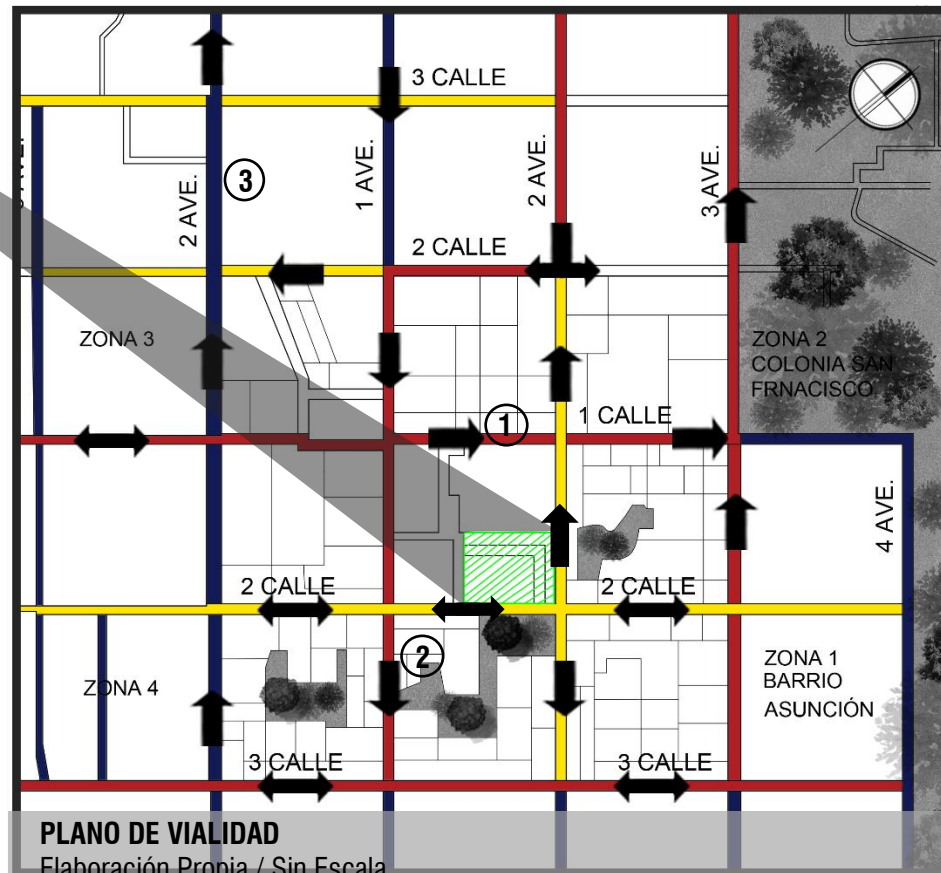 3 CALLE
2 AVE.
3
1 AVE.
2 AVE.
3 AVE.
2 CALLE
ZONA 3
ZONA 2
COLONIA SAN
FRNACISCO
1
1 CALLE
4 AVE.
2 CALLE
2 CALLE
2
ZONA 4
ZONA 1
BARRIO
ASUNCIÓN
3 CALLE
3 CALLE
PLANO DE VIALIDAD
Elaboración Propia / Sin Escala